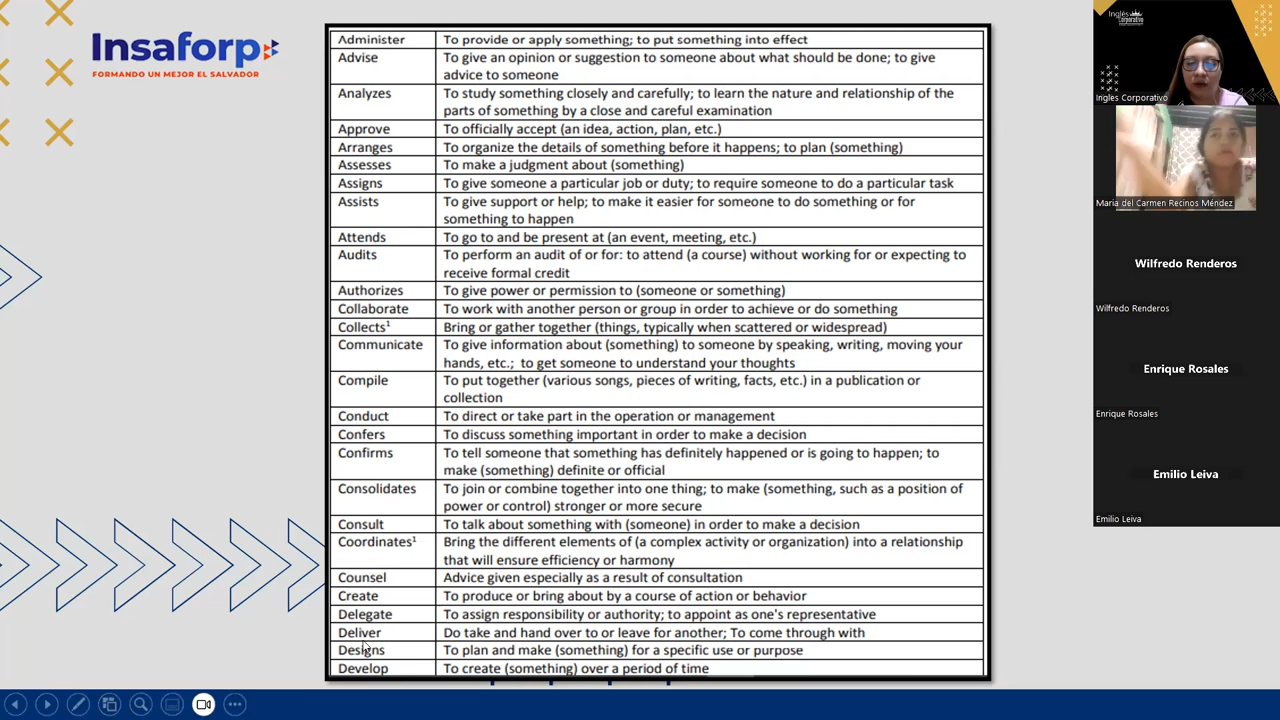 Insaforp
FORMANDO UN MEJOR EL SALVADOR
Administer To provide or apply something; to put something into effect
Advise To give an opinion or suggestion to someone about what should be done; to give
advice to someone
Analyzes To study something closely and carefully; to learn the nature and relationship of the
parts of something by a close and careful examination
Approve To officially accept (an idea, action, plan, etc.)
Arranges To organize the details of something before it happens; to plan (something)
Assesses To make a judgment about (something)
Assigns To give someone a particular job or duty; to require someone to do a particular task
Assists To give support or help; to make it easier for someone to do something or for
something to happen
Attends To go to and be present at (an event, meeting, etc.)
Audits To perform an audit of or for: to attend (a course) without working for or expecting to
receive formal credit
Authorizes To give power or permission to (someone or something)
Collaborate To work with another person or group in order to achieve or do something
Collects¹ Bring or gather together (things, typically when scattered or widespread)
Communicate To give information about (something) to someone by speaking, writing, moving your
hands, etc.; to get someone to understand your thoughts
Compile To put together (various songs, pieces of writing, facts, etc.) in a publication or
collection
Conduct To direct or take part in the operation or management
Confers To discuss something important in order to make a decision
Confirms To tell someone that something has definitely happened or is going to happen; to
make (something) definite or official
Consolidates To join or combine together into one thing; to make (something, such as a position of
power or control) stronger or more secure
Consult To talk about something with (someone) in order to make a decision
Coordinates¹ Bring the different elements of (a complex activity or organization) into a relationship
that will ensure efficiency or harmony
Counsel Advice given especially as a result of consultation
Create To produce or bring about by a course of action or behavior
Delegate To assign responsibility or authority; to appoint as one's representative
Deliver Do take and hand over to or leave for another; To come through with
Designs To plan and make (something) for a specific use or purpose
Develop To create (something) over a period of time
Inglés
Corporativo
Ingles Corporativo
Maria del Carmen Recinos Méndez
Wilfredo Renderos
Wilfredo Renderos
Enrique Rosales
Enrique Rosales
Emilio Leiva
Emilio Leiva